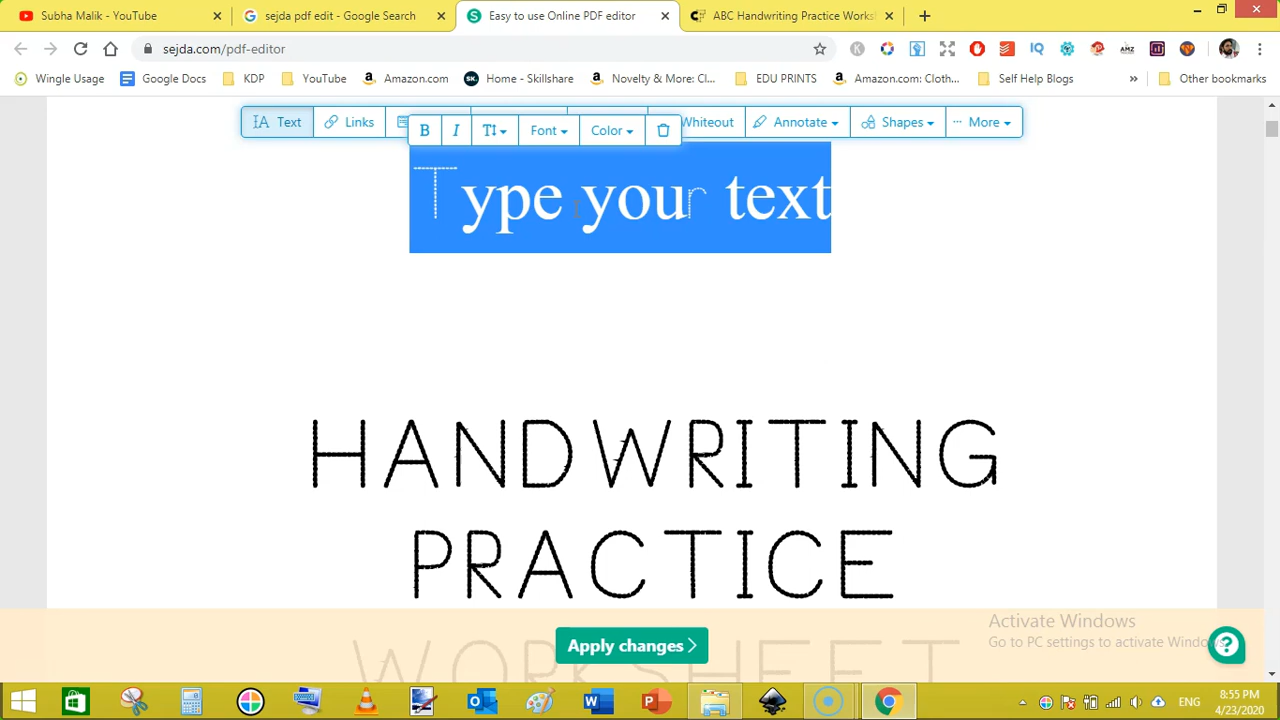 Subha Malik - YouTube
sejda pdf edit - Google Search
Easy to use Online PDF editor
ABC Handwriting Practice Works
sejda.com/pdf-editor
Wingle Usage
Google Docs
KDP
YouTube
Amazon.com
Home - Skillshare
Novelty & More: Cl...
EDU PRINTS
Amazon.com: Cloth...
Self Help Blogs
Other bookmarks
Text
Links
Whiteout
Annotate
Shapes
More
B I Font Color
Type your text
HANDWRITING
PRACTICE
WORKSHEET
Apply changes
Activate Windows
Go to PC settings to activate Windows.
ENG
8:55 PM
4/23/2020